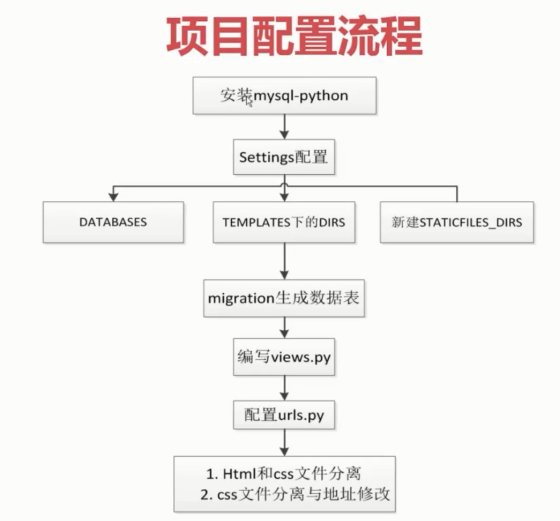 项目配置流程
安装mysql-python
Settings配置
DATABASES
TEMPLATES下的DIRS
新建STATICFILES_DIRS
migration生成数据表
编写views.py
配置urls.py
1. Html和css文件分离
2. css文件分离与地址修改